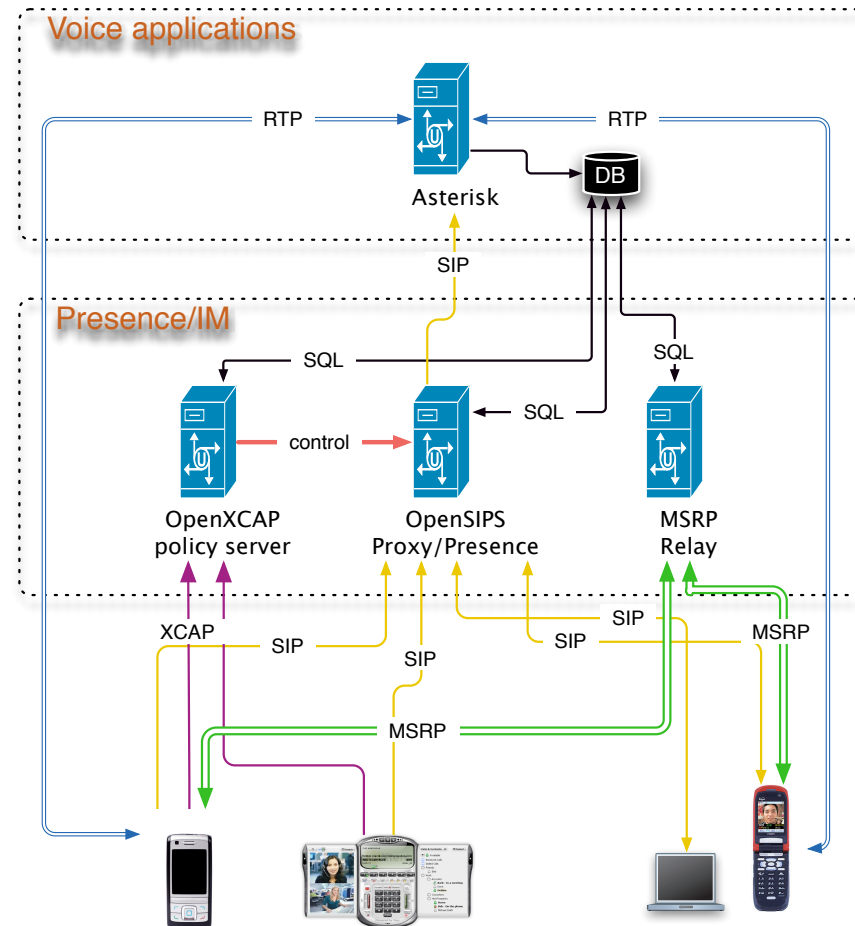 Voice applications
RTP
RTP
DB
Asterisk
SIP
Presence/IM
SQL
SQL
SQL
control
OpenXCAP
policy server
OpenSIPS
Proxy/Presence
MSRP
Relay
XCAP
SIP
SIP
SIP
SIP
MSRP
MSRP